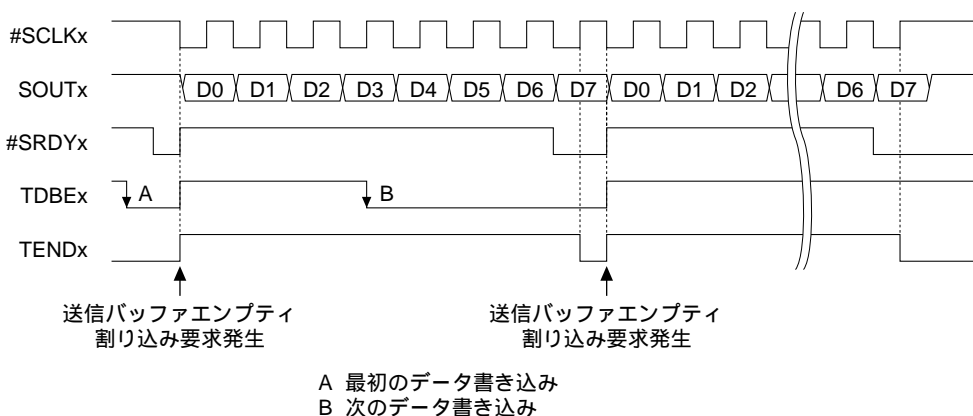 #SCLKx
SOUTx D0 D1 D2 D3 D4 D5 D6 D7 D0 D1 D2 D6 D7
#SRDYx
TDBEx A B
TENDx
送信バッファエンプティ 送信バッファエンプティ
割り込み要求発生 割り込み要求発生
A 最初のデータ書き込み
B 次のデータ書き込み